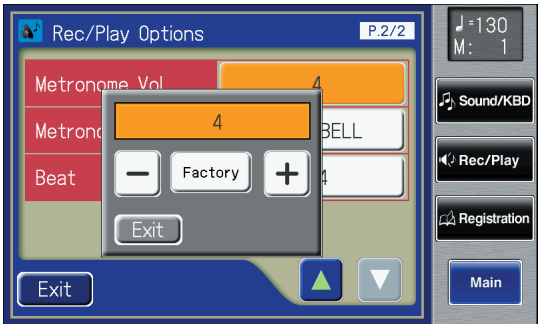 Rec/Play Options
P.2/2
♩=130
M: 1
Metronome Vol
4
Metrono
BELL
Beat
4
4
− Factory +
Exit
Exit
Sound/KBD
Rec/Play
Registration
Main